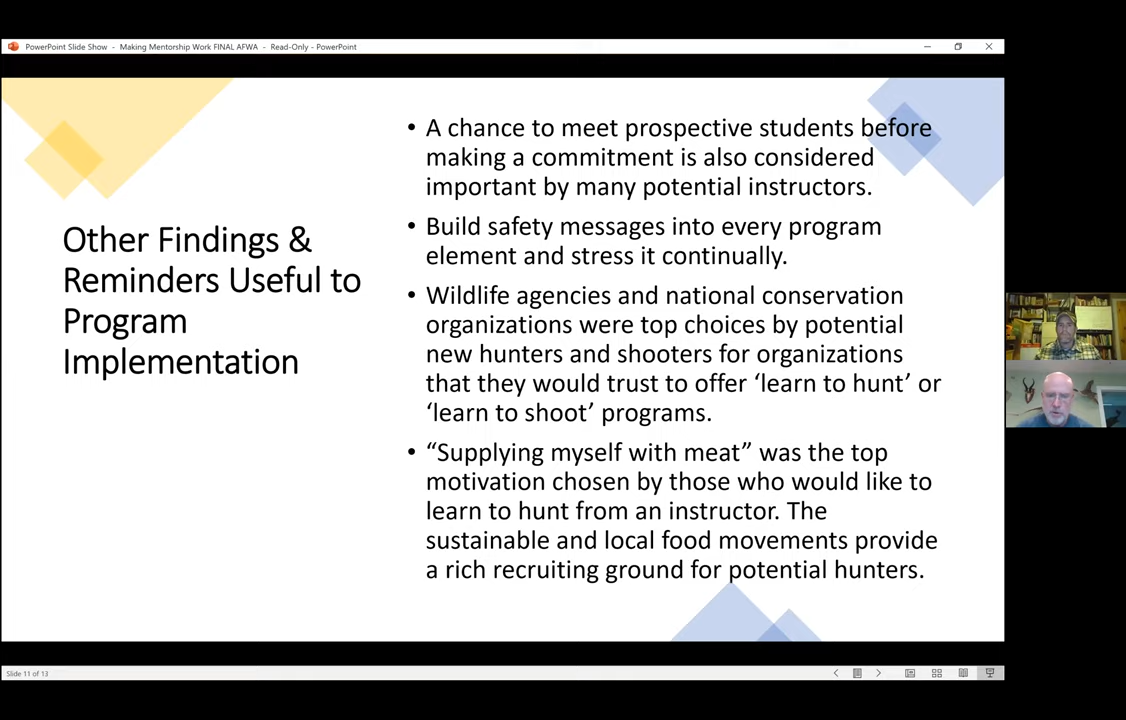 PowerPoint Slide Show - Making Mentorship Work FINAL AFWA - Read-Only - PowerPoint
Other Findings &
Reminders Useful to
Program
Implementation
• A chance to meet prospective students before
making a commitment is also considered
important by many potential instructors.
• Build safety messages into every program
element and stress it continually.
• Wildlife agencies and national conservation
organizations were top choices by potential
new hunters and shooters for organizations
that they would trust to offer ‘learn to hunt’ or
‘learn to shoot’ programs.
• “Supplying myself with meat” was the top
motivation chosen by those who would like to
learn to hunt from an instructor. The
sustainable and local food movements provide
a rich recruiting ground for potential hunters.
Slide 11 of 13